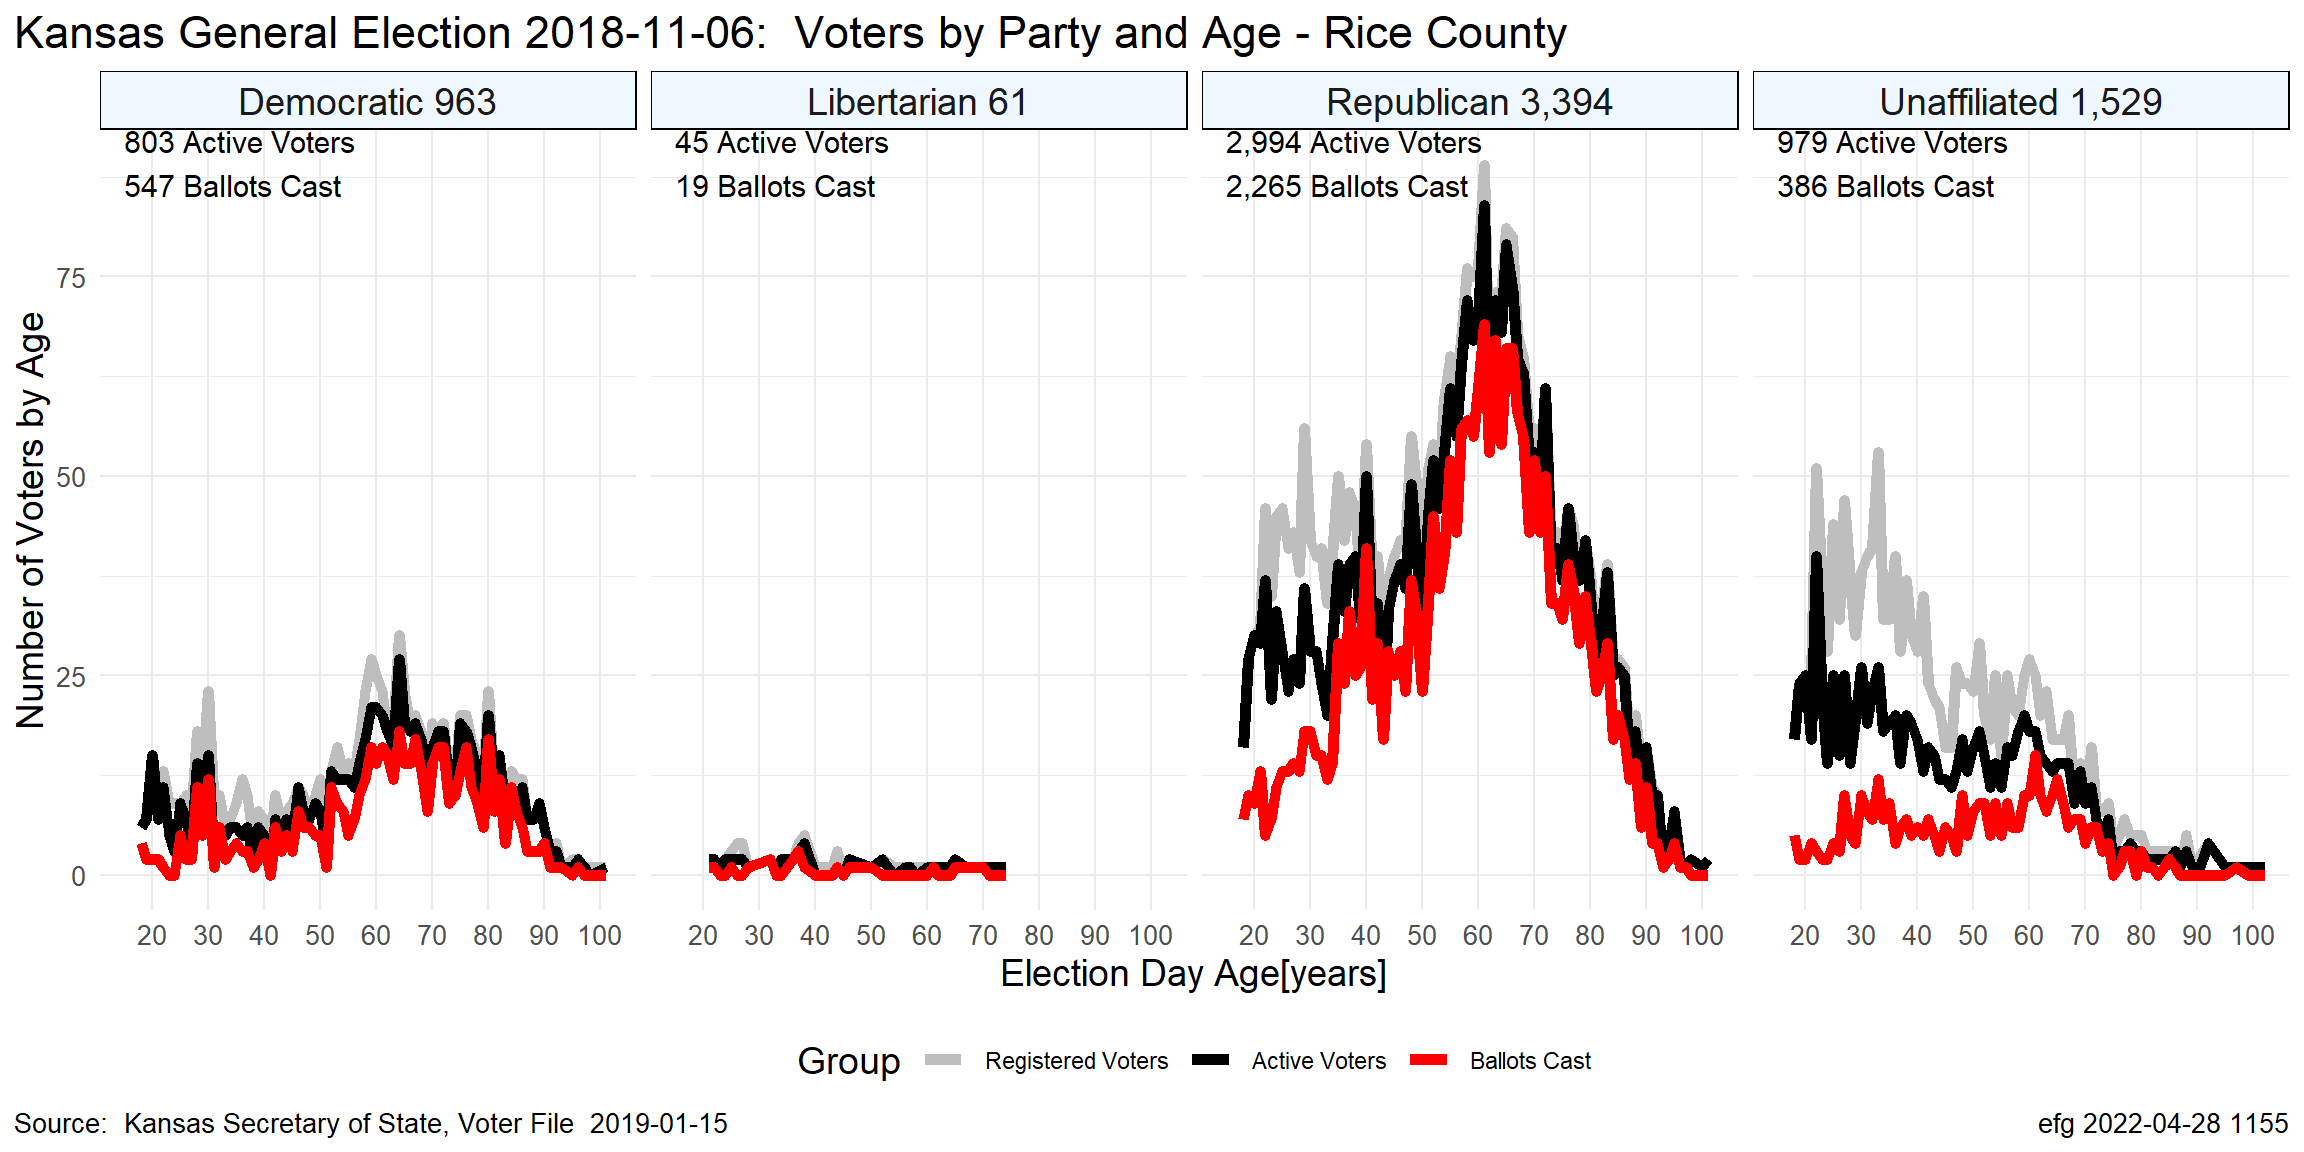 Kansas General Election 2018-11-06:  Voters by Party and Age - Rice County
Democratic 963
Libertarian 61
Republican 3,394
Unaffiliated 1,529
803 Active Voters
547 Ballots Cast
45 Active Voters
19 Ballots Cast
2,994 Active Voters
2,265 Ballots Cast
979 Active Voters
386 Ballots Cast
Number of Voters by Age
75
50
25
0
20 30 40 50 60 70 80 90 100
20 30 40 50 60 70 80 90 100
20 30 40 50 60 70 80 90 100
20 30 40 50 60 70 80 90 100
Election Day Age[years]
Group Registered Voters Active Voters Ballots Cast
Source:  Kansas Secretary of State, Voter File  2019-01-15
efg 2022-04-28 1155